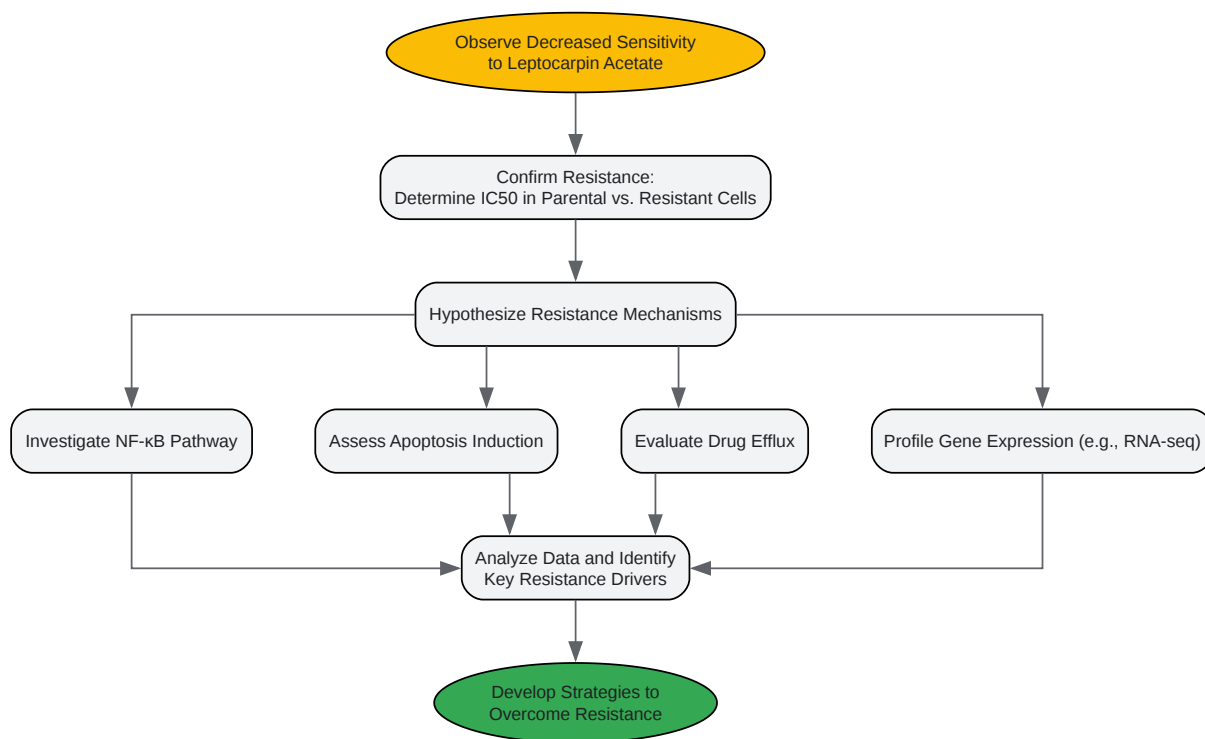 Observe Decreased Sensitivity
to Leptocarpin Acetate
Confirm Resistance:
Determine IC50 in Parental vs. Resistant Cells
Hypothesize Resistance Mechanisms
Investigate NF-κB Pathway
Assess Apoptosis Induction
Evaluate Drug Efflux
Profile Gene Expression (e.g., RNA-seq)
Analyze Data and Identify
Key Resistance Drivers
Develop Strategies to
Overcome Resistance